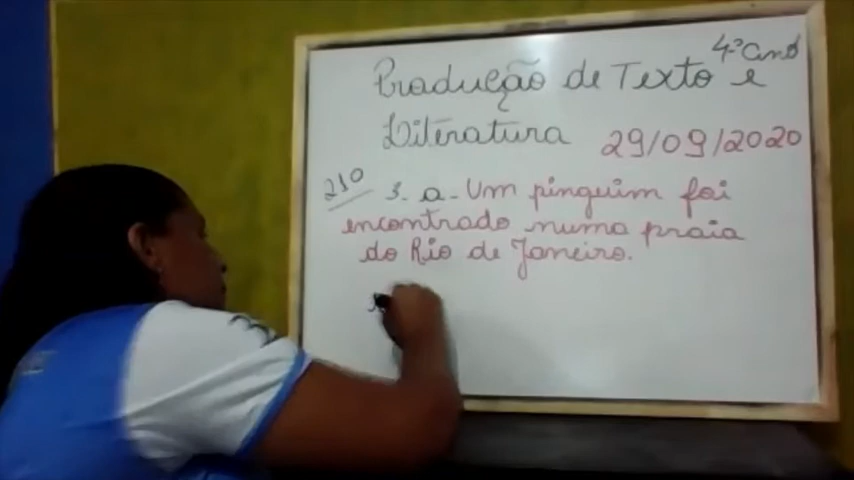 4º ano
Produção de Texto e
Literatura 29/09/2020
210 3. a - Um pinguim foi
encontrado numa praia
do Rio de Janeiro.